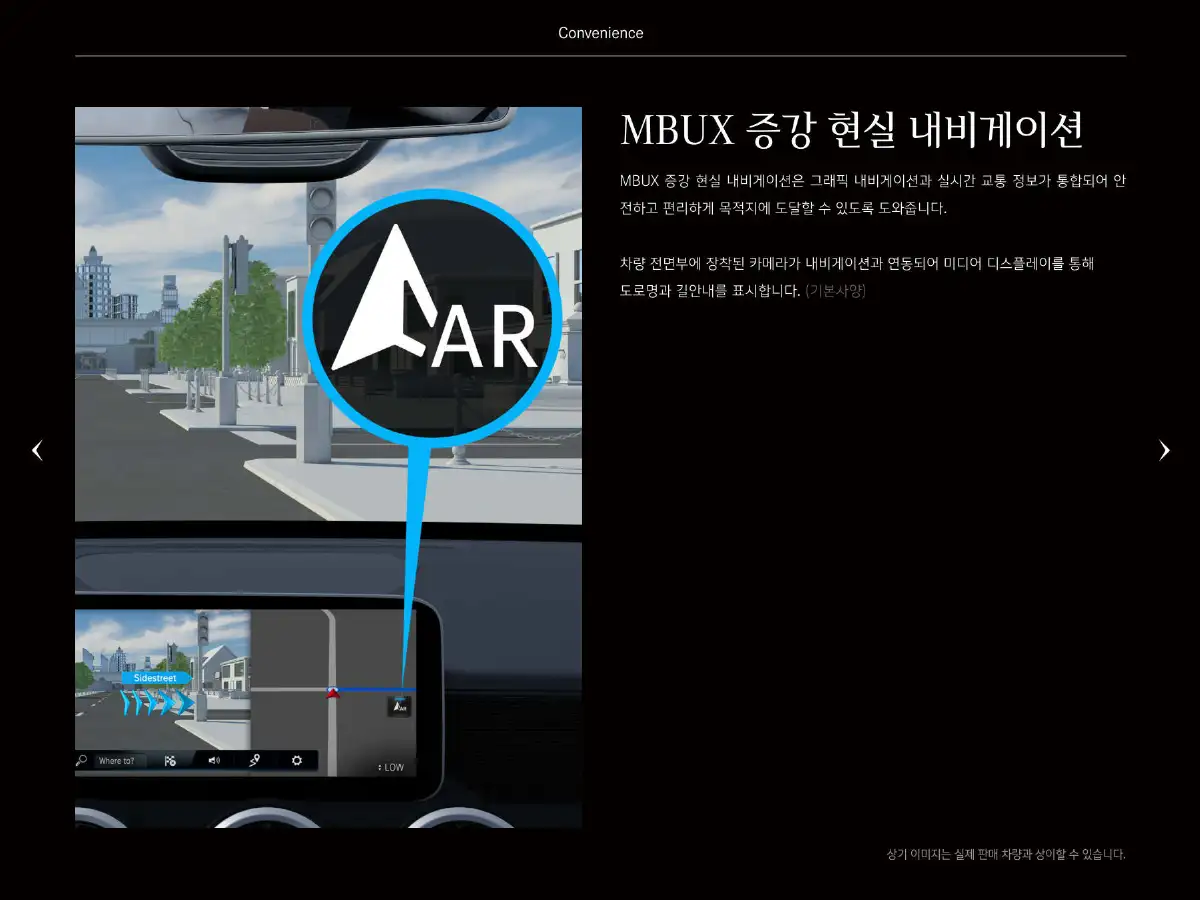 Convenience
MBUX 증강 현실 내비게이션
MBUX 증강 현실 내비게이션은 그래픽 내비게이션과 실시간 교통 정보가 통합되어 안
전하고 편리하게 목적지에 도달할 수 있도록 도와줍니다.
차량 전면부에 장착된 카메라가 내비게이션과 연동되어 미디어 디스플레이를 통해
도로명과 길안내를 표시합니다. (기본사양)
AR
Sidestreet
AR
Where to?
LOW
상기 이미지는 실제 판매 차량과 상이할 수 있습니다.